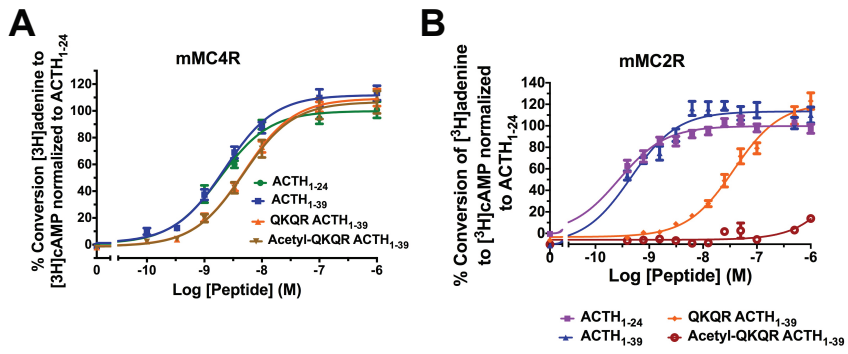 A
mMC4R
% Conversion [3H]adenine to
[3H]cAMP normalized to ACTH1-24
120
100
80
60
40
20
0
0 -10 -9 -8 -7 -6
Log [Peptide] (M)
ACTH1-24
ACTH1-39
QKQR ACTH1-39
Acetyl-QKQR ACTH1-39
B
mMC2R
% Conversion of [³H]adenine
to [³H]cAMP normalized
to ACTH1-24
140
120
100
80
60
40
20
0
0 -10 -9 -8 -7 -6
Log [Peptide] (M)
ACTH1-24 QKQR ACTH1-39
ACTH1-39 Acetyl-QKQR ACTH1-39